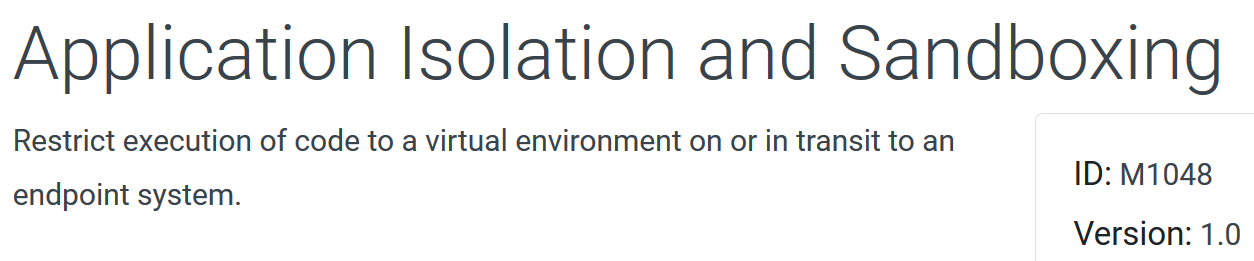 Application Isolation and Sandboxing
Restrict execution of code to a virtual environment on or in transit to an
endpoint system.
ID: M1048
Version: 1.0